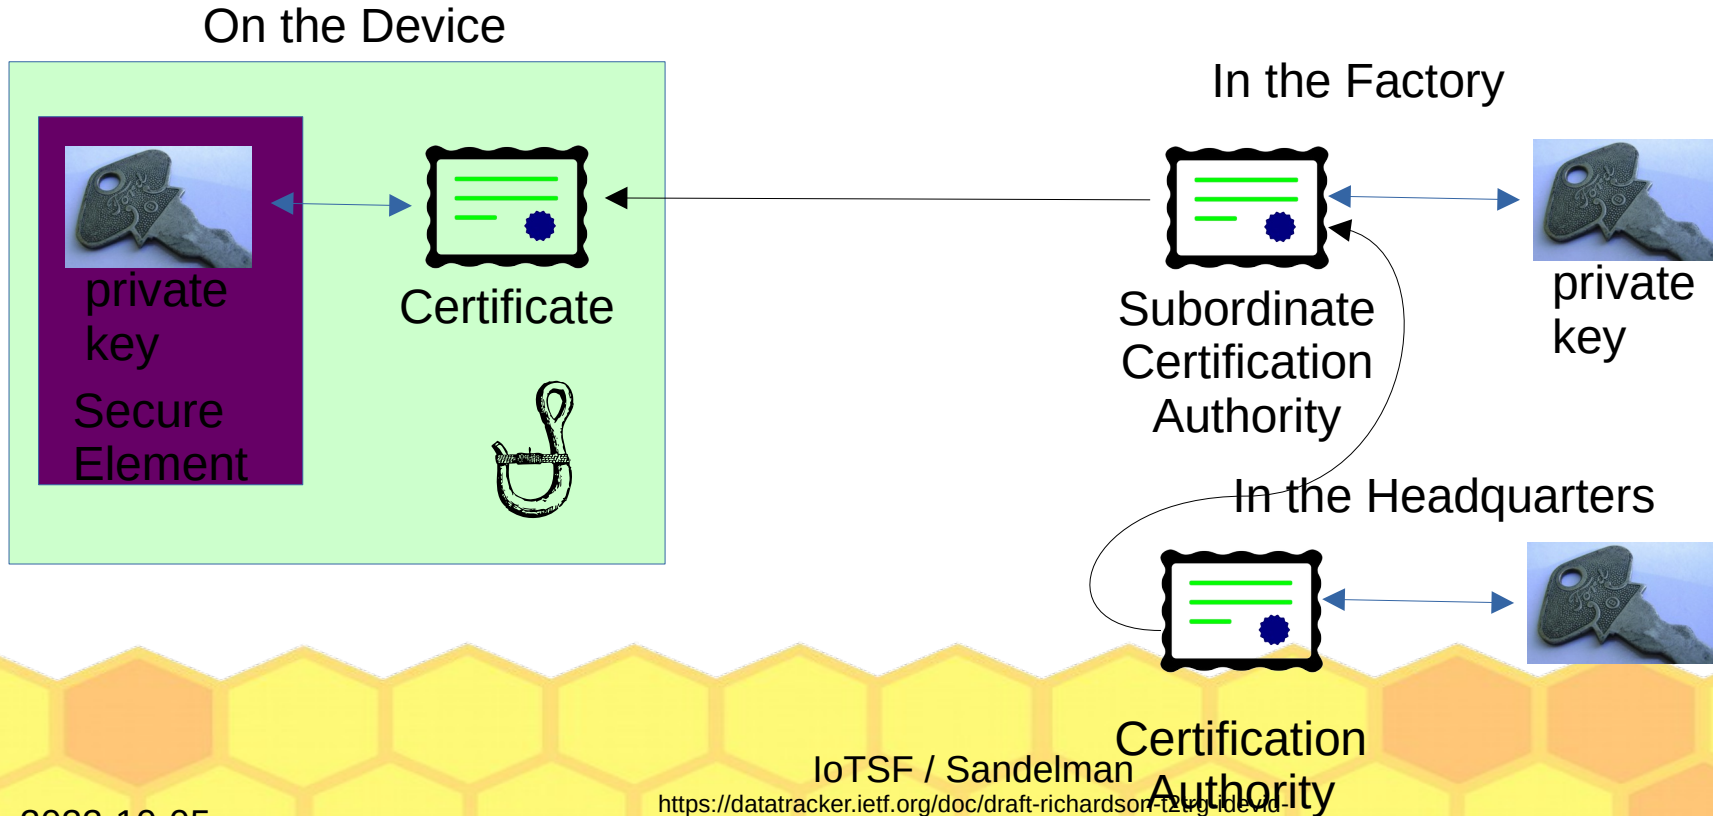 On the Device
In the Factory
private
key
Secure
Element
Certificate
Subordinate
Certification
Authority
private
key
In the Headquarters
Certification
Authority
IoTSF / Sandelman
https://datatracker.ietf.org/doc/draft-richardson-t2trg-idevid-